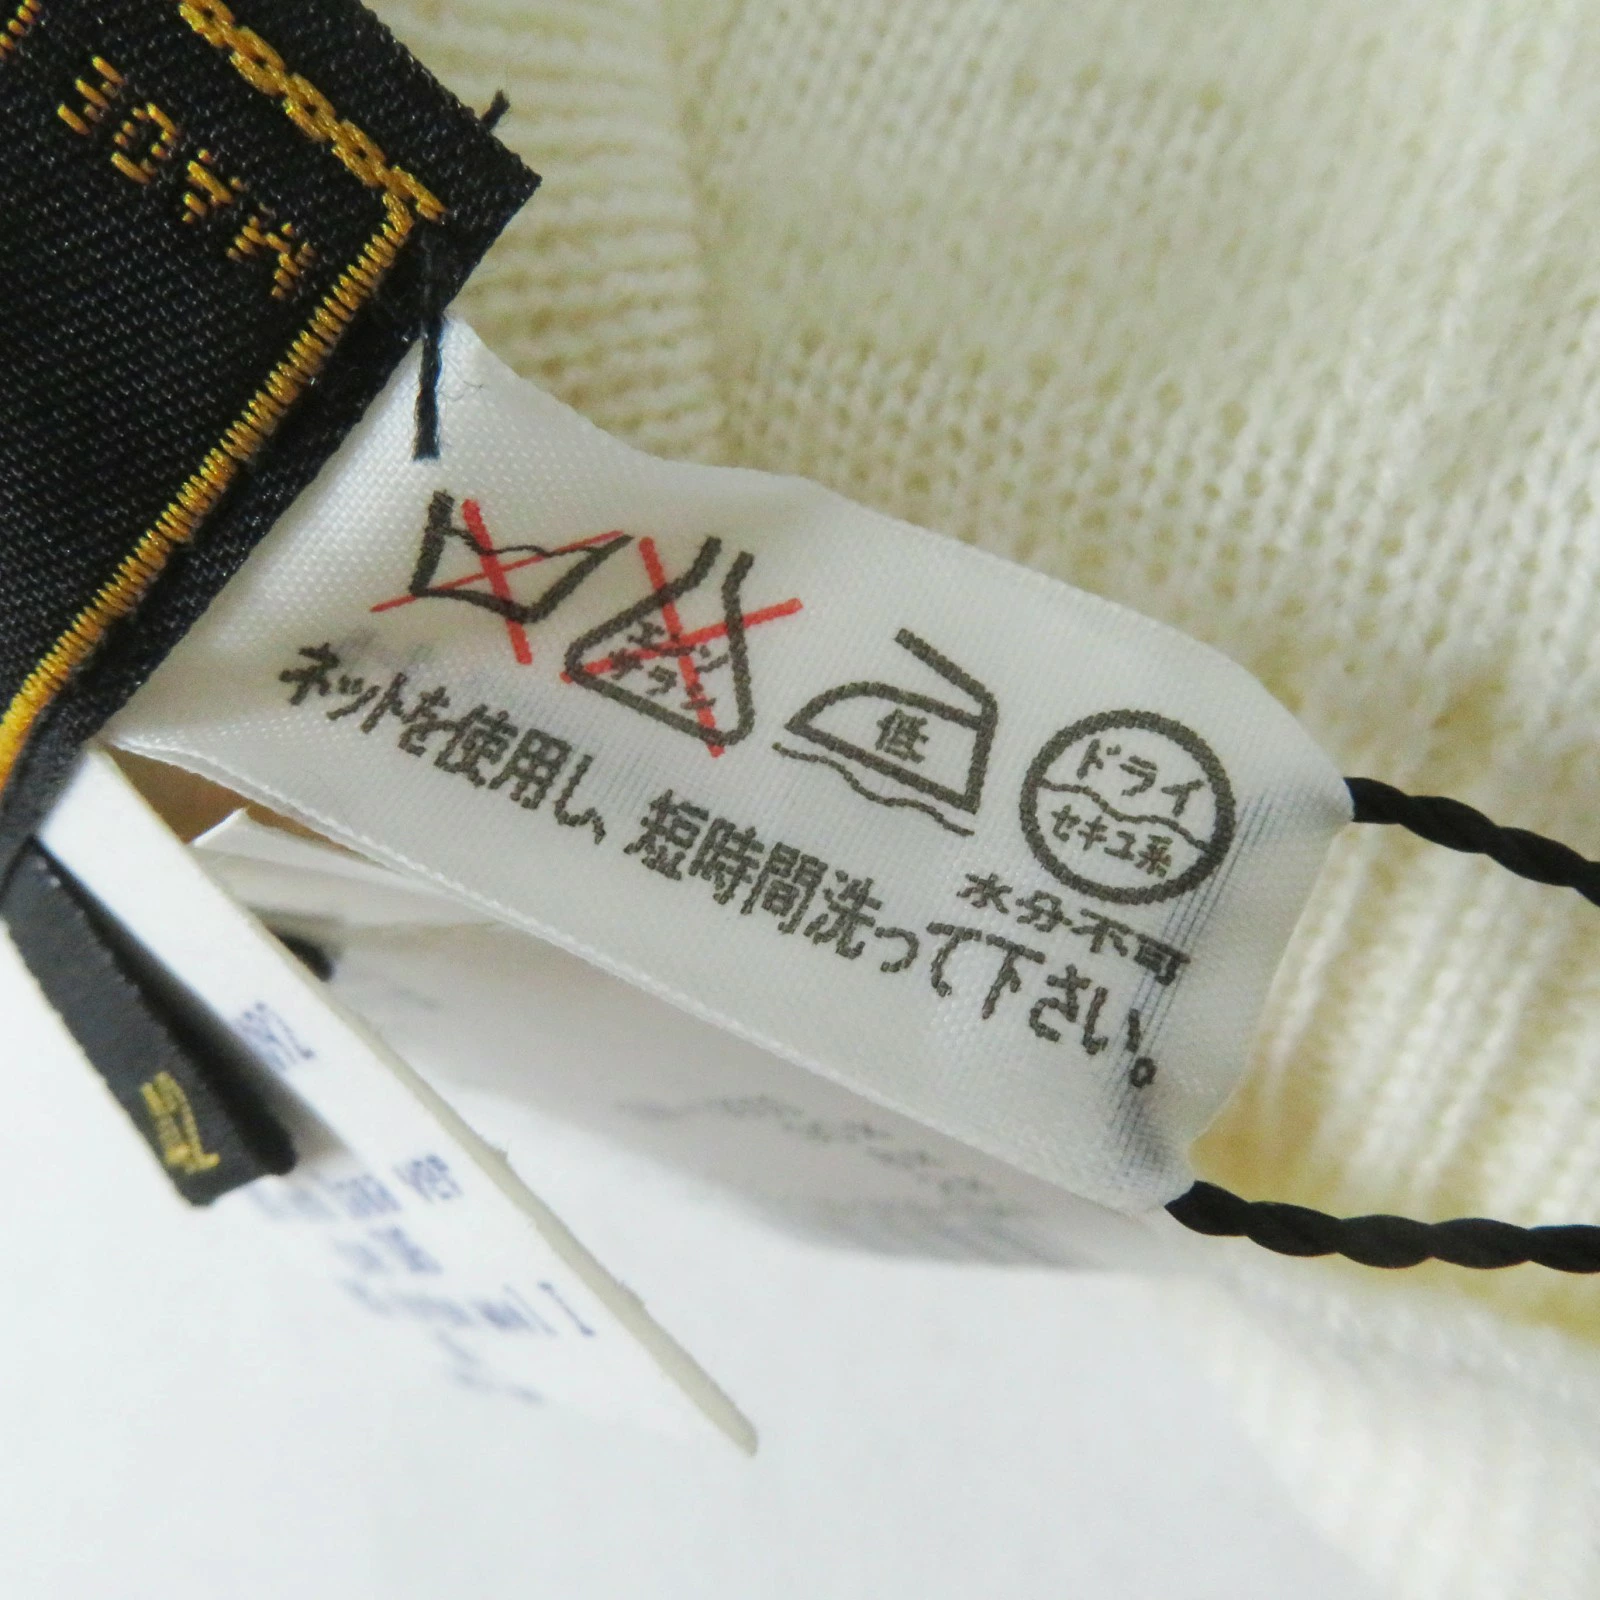 MADE
エンソ
サラシ
低
ドライ
セキユ系
水分不可
ネットを使用し、短時間洗って下さい。